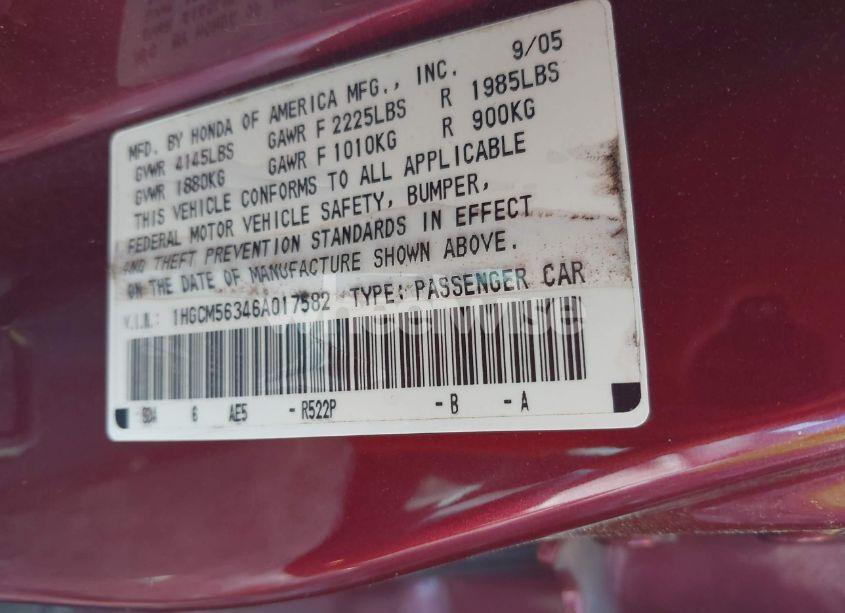 9/05
MFD. BY HONDA OF AMERICA MFG., INC.
GVWR 4145LBS GAWR F 2225LBS R 1985LBS
GVWR 1880KG GAWR F 1010KG R 900KG
THIS VEHICLE CONFORMS TO ALL APPLICABLE
FEDERAL MOTOR VEHICLE SAFETY, BUMPER,
AND THEFT PREVENTION STANDARDS IN EFFECT
ON THE DATE OF MANUFACTURE SHOWN ABOVE.
V.I.N.: 1HGCM56346A017582 TYPE: PASSENGER CAR
wheelwise
SDA 6 AE5 -R522P -B -A